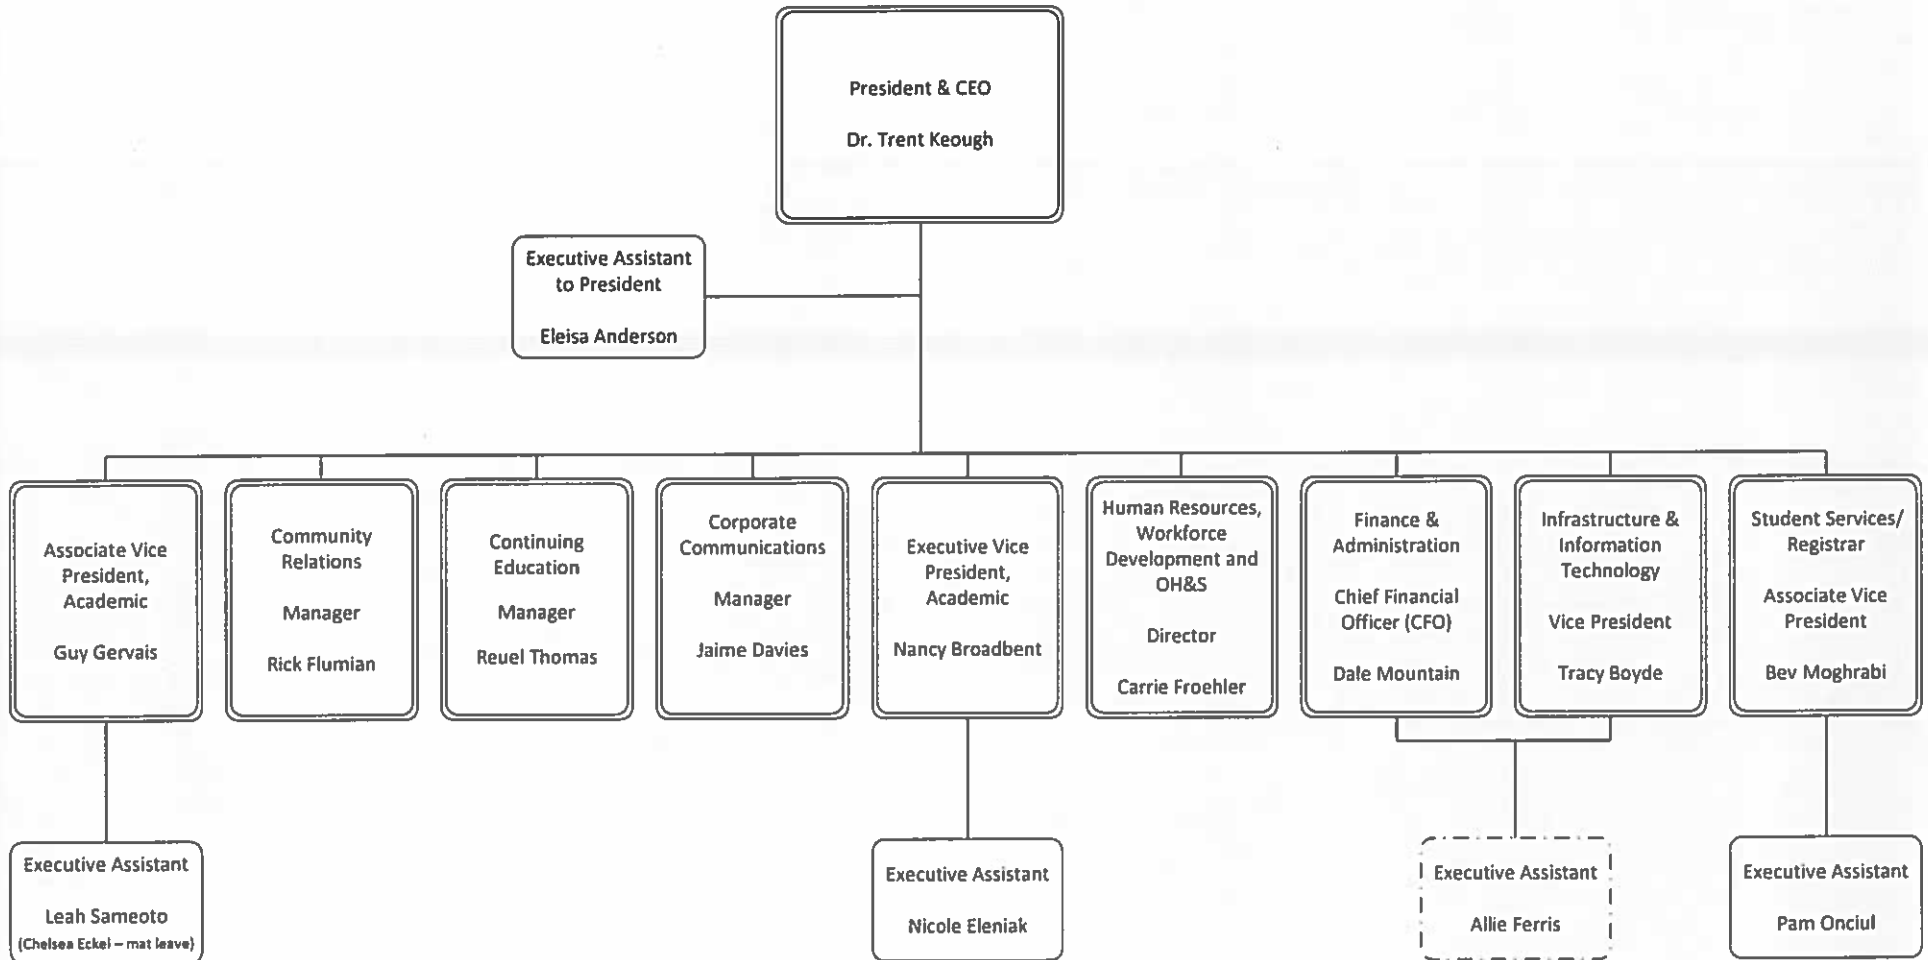 President & CEO
Dr. Trent Keough
Executive Assistant
to President
Eleisa Anderson
Associate Vice
President,
Academic
Guy Gervais
Community
Relations
Manager
Rick Flumian
Continuing
Education
Manager
Reuel Thomas
Corporate
Communications
Manager
Jaime Davies
Executive Vice
President,
Academic
Nancy Broadbent
Human Resources,
Workforce
Development and
OH&S
Director
Carrie Froehler
Finance &
Administration
Chief Financial
Officer (CFO)
Dale Mountain
Infrastructure &
Information
Technology
Vice President
Tracy Boyde
Student Services/
Registrar
Associate Vice
President
Bev Moghrabi
Executive Assistant
Leah Sameoto
(Chelsea Eckel – mat leave)
Executive Assistant
Nicole Eleniak
Executive Assistant
Allie Ferris
Executive Assistant
Pam Onciul